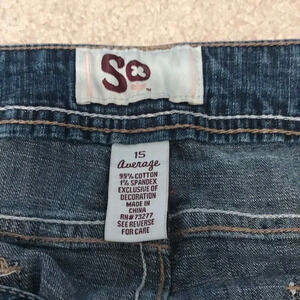 So
™
15
Average
99% COTTON
1% SPANDEX
EXCLUSIVE OF
DECORATION
MADE IN
CHINA
RN#73277
SEE REVERSE
FOR CARE